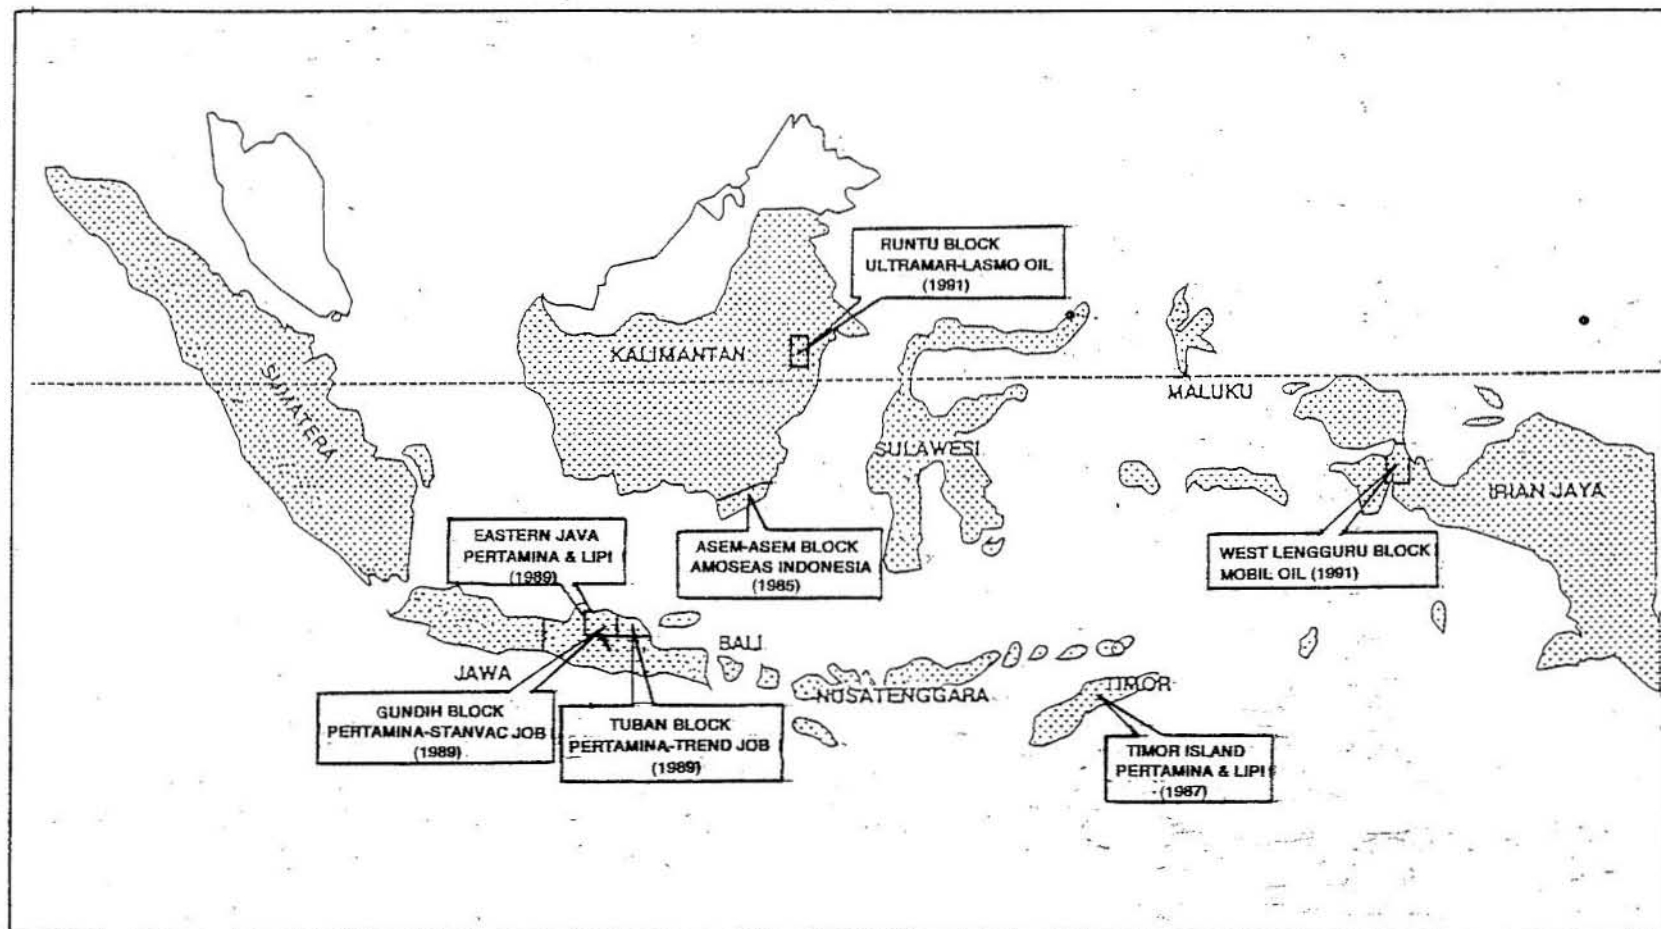 RUNTU BLOCK
ULTRAMAR-LASMO OIL
(1991)
KALIMANTAN
SUMATERA
MALUKU
SULAWESI
IRIAN JAYA
EASTERN JAVA
PERTAMINA & LIPI
(1989)
ASEM-ASEM BLOCK
AMOSEAS INDONESIA
(1985)
WEST LENGGURU BLOCK
MOBIL OIL (1991)
BALI
JAWA
NUSATENGGARA
TIMOR
GUNDIH BLOCK
PERTAMINA-STANVAC JOB
(1989)
TUBAN BLOCK
PERTAMINA-TREND JOB
(1989)
TIMOR ISLAND
PERTAMINA & LIPI
(1987)